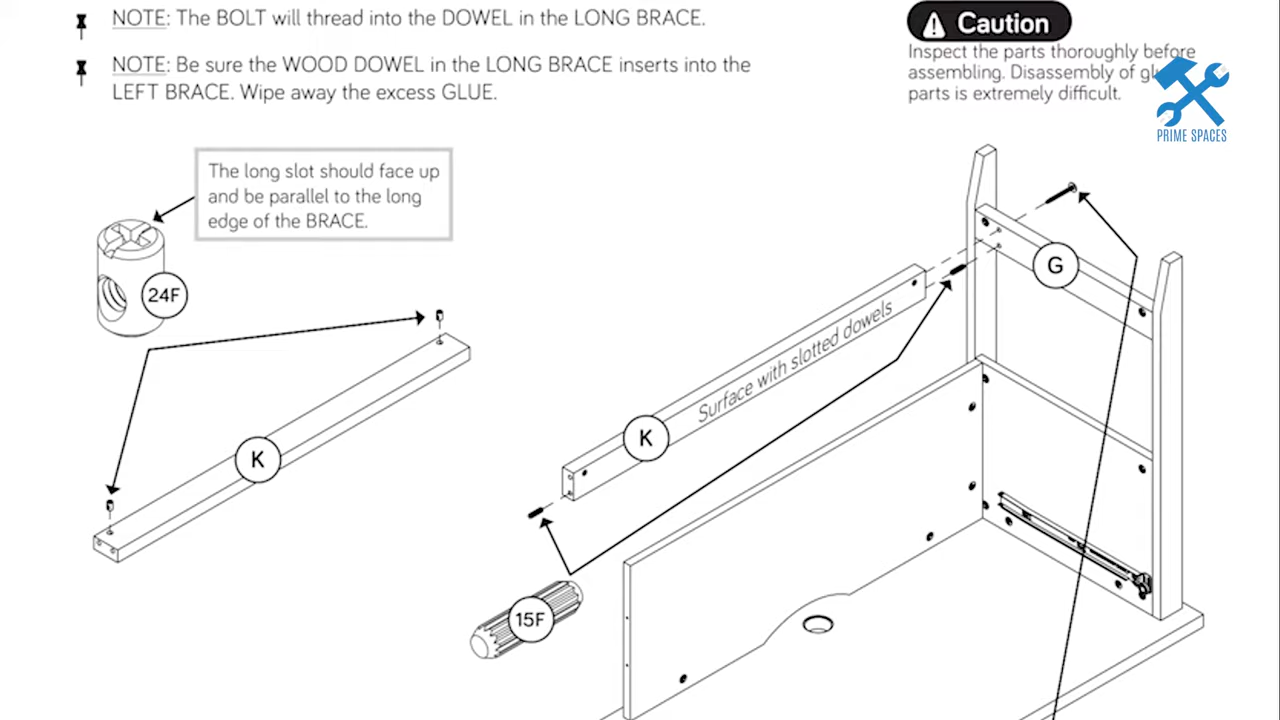 NOTE: The BOLT will thread into the DOWEL in the LONG BRACE.
NOTE: Be sure the WOOD DOWEL in the LONG BRACE inserts into the
LEFT BRACE. Wipe away the excess GLUE.
Caution
Inspect the parts thoroughly before
assembling. Disassembly of
parts is extremely difficult.
PRIME SPACES
The long slot should face up
and be parallel to the long
edge of the BRACE.
24F
K
G
Surface with slotted dowels
K
15F